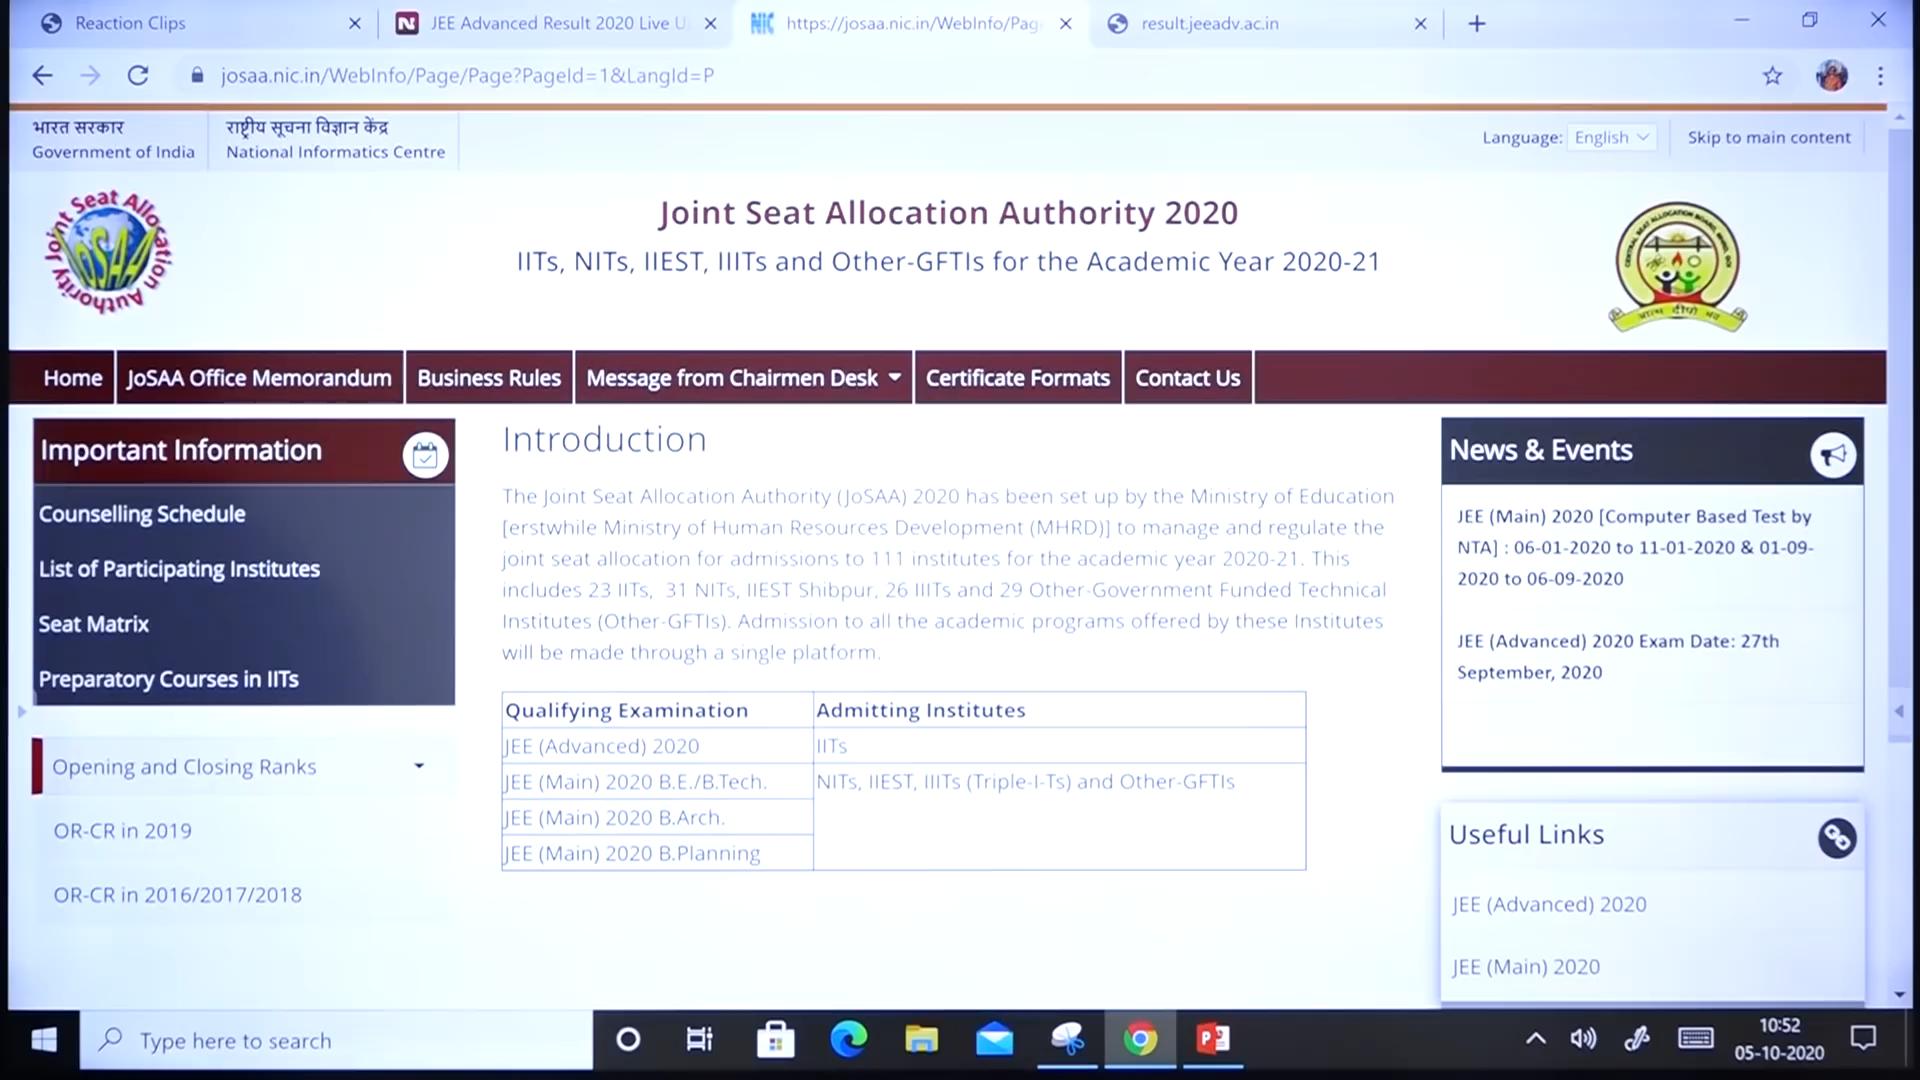 Reaction Clips
JEE Advanced Result 2020 Live U
https://josaa.nic.in/WebInfo/Pag
result.jeeadv.ac.in
josaa.nic.in/WebInfo/Page/Page?PageId=1&LangId=P
भारत सरकार
Government of India
राष्ट्रीय सूचना विज्ञान केंद्र
National Informatics Centre
Language: English
Skip to main content
Joint Seat Allocation Authority
JoSAA
Joint Seat Allocation Authority 2020
IITs, NITs, IIEST, IIITs and Other-GFTIs for the Academic Year 2020-21
Home
JoSAA Office Memorandum
Business Rules
Message from Chairmen Desk
Certificate Formats
Contact Us
Important Information
Counselling Schedule
List of Participating Institutes
Seat Matrix
Preparatory Courses in IITs
Opening and Closing Ranks
OR-CR in 2019
OR-CR in 2016/2017/2018
Introduction
The Joint Seat Allocation Authority (JoSAA) 2020 has been set up by the Ministry of Education
[erstwhile Ministry of Human Resources Development (MHRD)] to manage and regulate the
joint seat allocation for admissions to 111 institutes for the academic year 2020-21. This
includes 23 IITs, 31 NITs, IIEST Shibpur, 26 IIITs and 29 Other-Government Funded Technical
Institutes (Other-GFTIs). Admission to all the academic programs offered by these Institutes
will be made through a single platform.
Qualifying Examination
Admitting Institutes
JEE (Advanced) 2020
IITs
JEE (Main) 2020 B.E./B.Tech.
NITs, IIEST, IIITs (Triple-I-Ts) and Other-GFTIs
JEE (Main) 2020 B.Arch.
JEE (Main) 2020 B.Planning
News & Events
JEE (Main) 2020 [Computer Based Test by
NTA] : 06-01-2020 to 11-01-2020 & 01-09-
2020 to 06-09-2020
JEE (Advanced) 2020 Exam Date: 27th
September, 2020
Useful Links
JEE (Advanced) 2020
JEE (Main) 2020
Type here to search
10:52
05-10-2020